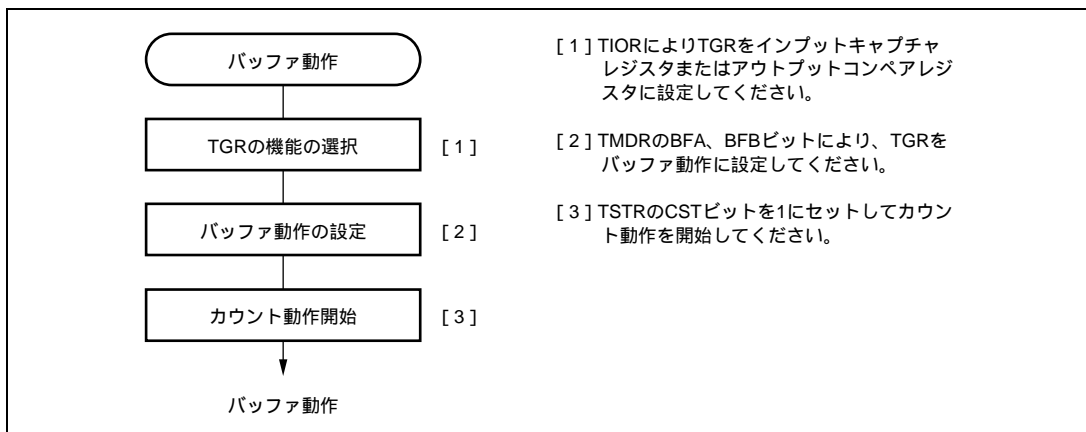 バッファ動作
TGRの機能の選択 [1]
バッファ動作の設定 [2]
カウント動作開始 [3]
バッファ動作
[1] TIORによりTGRをインプットキャプチャ
レジスタまたはアウトプットコンペアレジ
スタに設定してください。
[2] TMDRのBFA、BFBビットにより、TGRを
バッファ動作に設定してください。
[3] TSTRのCSTビットを1にセットしてカウン
ト動作を開始してください。